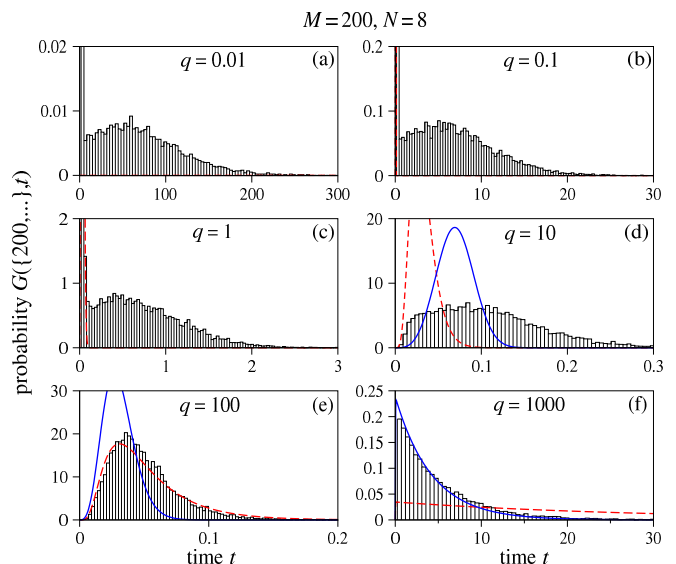 M = 200, N = 8
probability G({200,...},t)
q = 0.01 (a)
0.02
0.01
0
0 100 200 300
q = 0.1 (b)
0.2
0.1
0
0 10 20 30
q = 1 (c)
2
1
0
0 1 2 3
q = 10 (d)
20
10
0
0 0.1 0.2 0.3
q = 100 (e)
30
20
10
0
0 0.1 0.2
time t
q = 1000 (f)
0.25
0.2
0.15
0.1
0.05
0
0 10 20 30
time t